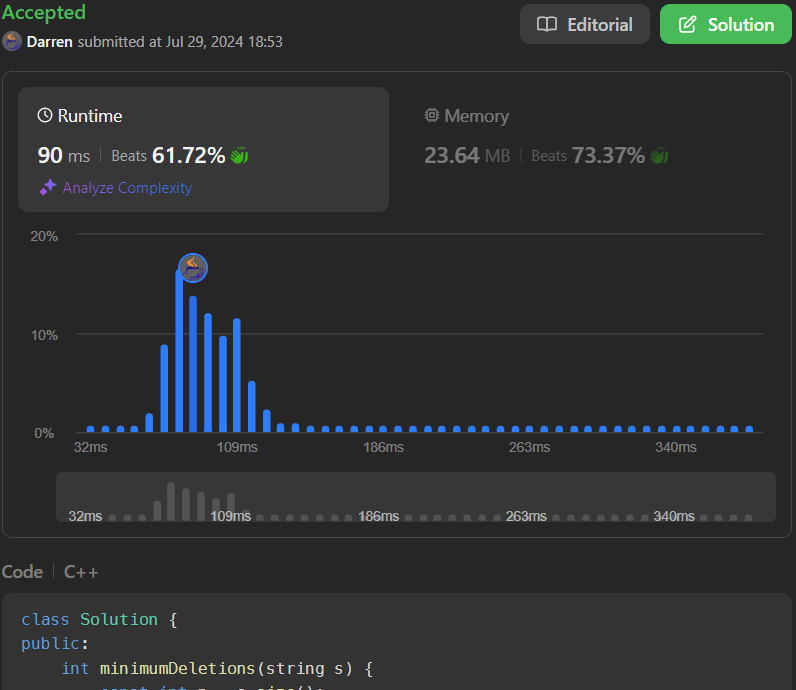 Accepted
Darren submitted at Jul 29, 2024 18:53
Editorial
Solution
Runtime
90 ms Beats 61.72%
Analyze Complexity
Memory
23.64 MB Beats 73.37%
20%
10%
0%
32ms 109ms 186ms 263ms 340ms
32ms 109ms 186ms 263ms 340ms
Code C++
class Solution {
public:
int minimumDeletions(string s) {